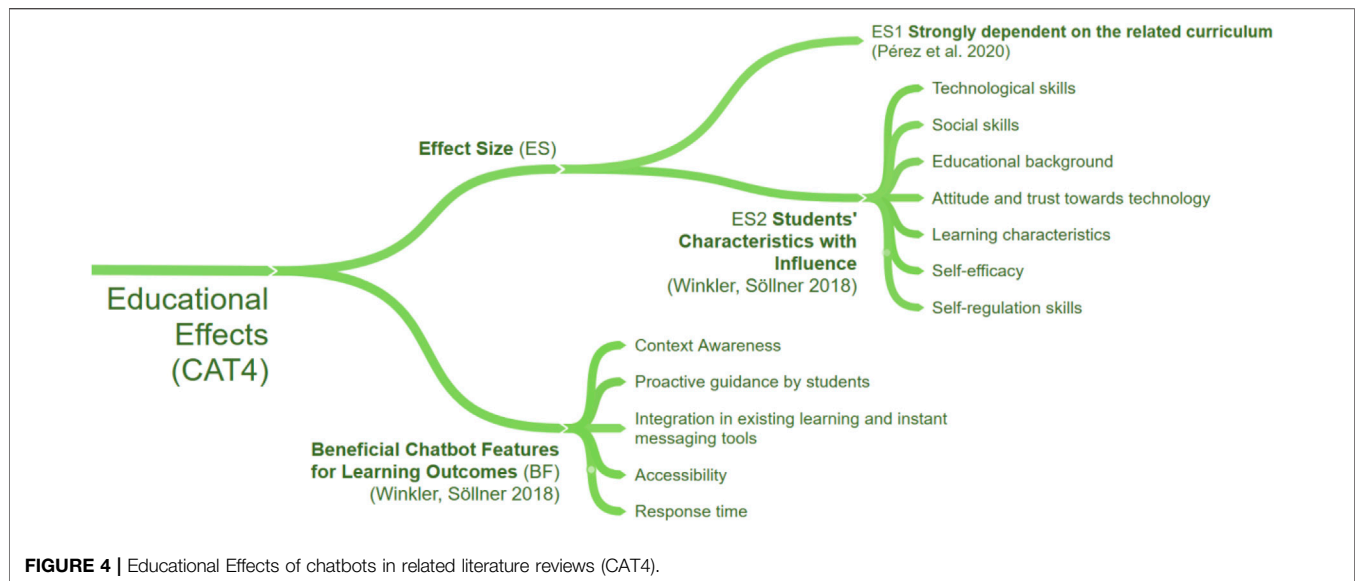 ES1 Strongly dependent on the related curriculum
(Pérez et al. 2020)
Technological skills
Social skills
Effect Size (ES)
Educational background
Attitude and trust towards technology
ES2 Students'
Characteristics with
Influence
(Winkler, Söllner 2018)
Learning characteristics
Self-efficacy
Self-regulation skills
Educational
Effects
(CAT4)
Context Awareness
Proactive guidance by students
Integration in existing learning and instant
messaging tools
Beneficial Chatbot Features
for Learning Outcomes (BF)
(Winkler, Söllner 2018)
Accessibility
Response time
FIGURE 4 | Educational Effects of chatbots in related literature reviews (CAT4).